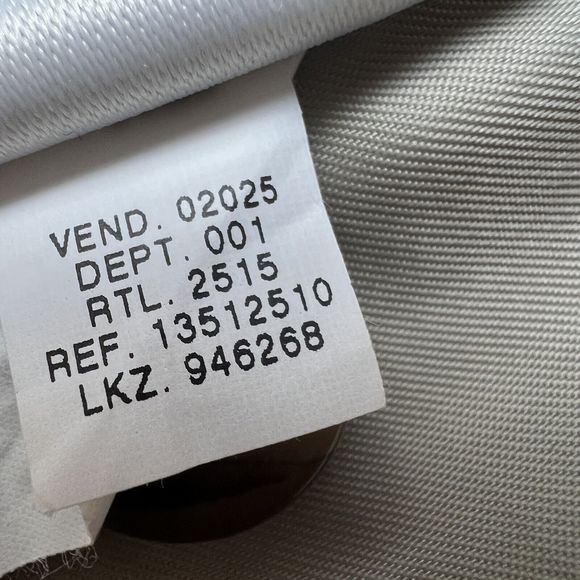 VEND. 02025
DEPT. 001
RTL. 2515
REF. 13512510
LKZ. 946268